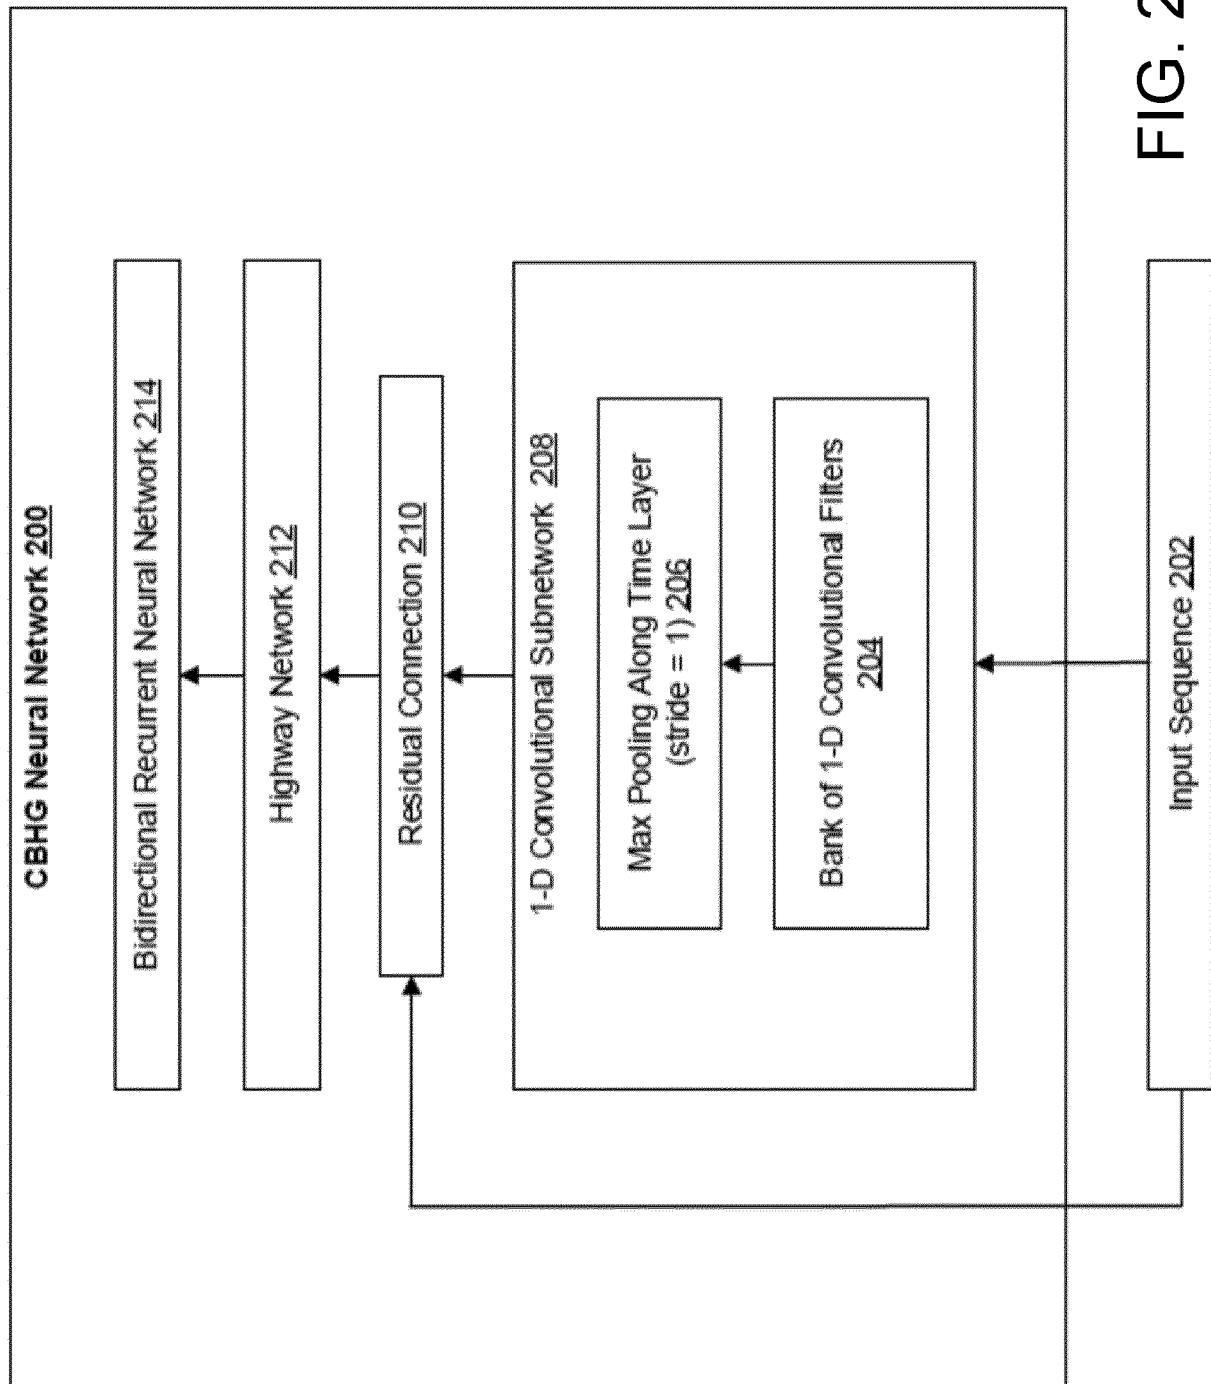 CBHG Neural Network 200
Bidirectional Recurrent Neural Network 214
Highway Network 212
Residual Connection 210
1-D Convolutional Subnetwork 208
Max Pooling Along Time Layer
(stride = 1) 206
Bank of 1-D Convolutional Filters
204
Input Sequence 202
FIG. 2